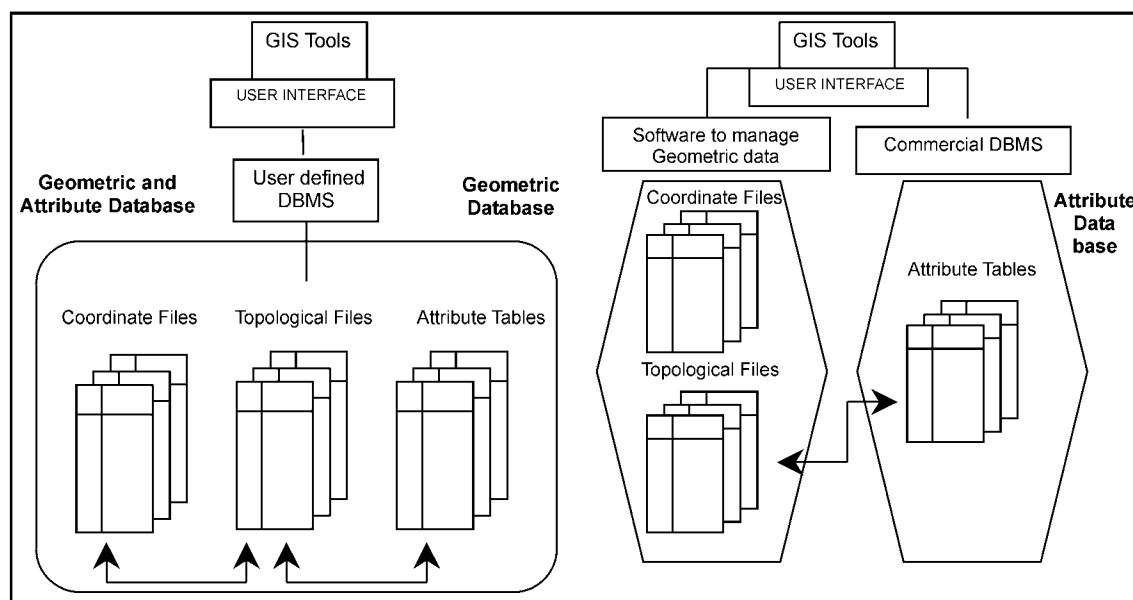 GIS Tools
USER INTERFACE
User defined
DBMS
Geometric and
Attribute Database
Geometric
Database
Coordinate Files
Topological Files
Attribute Tables
GIS Tools
USER INTERFACE
Software to manage
Geometric data
Commercial DBMS
Coordinate Files
Topological Files
Attribute
Data
base
Attribute Tables